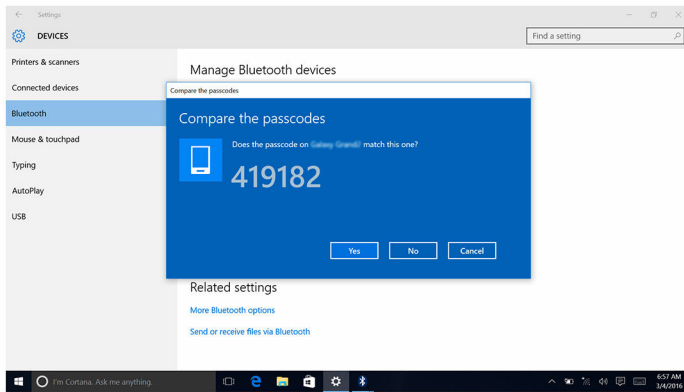 Settings
DEVICES
Find a setting
Printers & scanners
Connected devices
Bluetooth
Mouse & touchpad
Typing
AutoPlay
USB
Manage Bluetooth devices
Compare the passcodes
Compare the passcodes
Does the passcode on Galaxy Grand2 match this one?
419182
Yes No Cancel
Related settings
More Bluetooth options
Send or receive files via Bluetooth
I'm Cortana. Ask me anything.
6:57 AM
3/4/2016